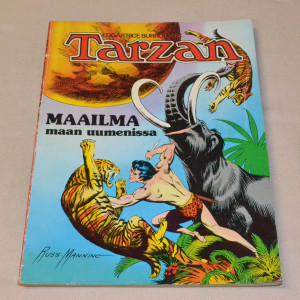 EDGAR RICE BURROUGHS
Tarzan
MAAILMA
maan uumenissa
RUSS MANNING